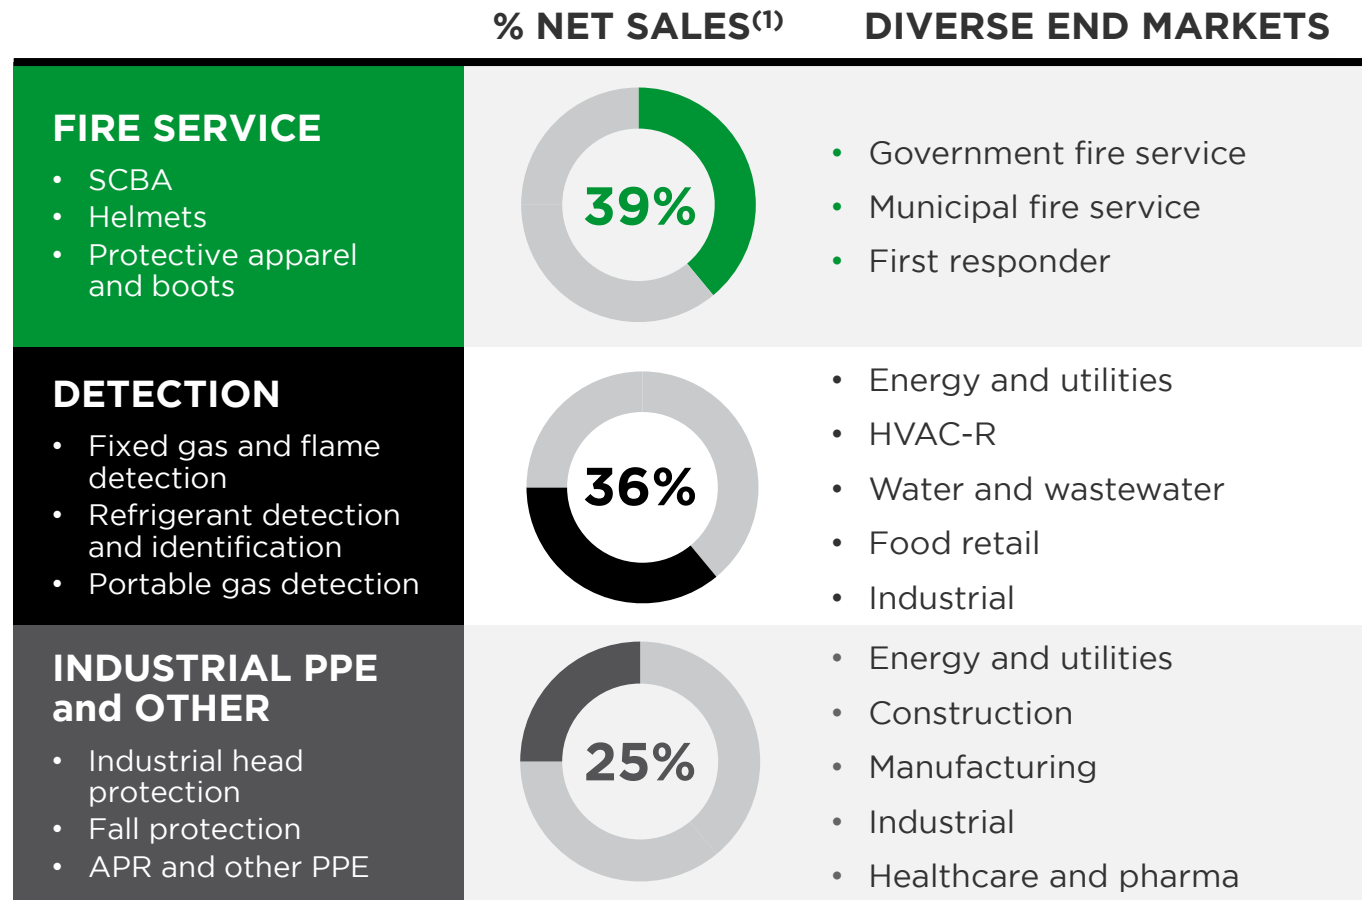 % NET SALES(1)
DIVERSE END MARKETS
FIRE SERVICE
• SCBA
• Helmets
• Protective apparel
and boots
39%
• Government fire service
• Municipal fire service
• First responder
DETECTION
• Fixed gas and flame
detection
• Refrigerant detection
and identification
• Portable gas detection
36%
• Energy and utilities
• HVAC-R
• Water and wastewater
• Food retail
• Industrial
INDUSTRIAL PPE
and OTHER
• Industrial head
protection
• Fall protection
• APR and other PPE
25%
• Energy and utilities
• Construction
• Manufacturing
• Industrial
• Healthcare and pharma